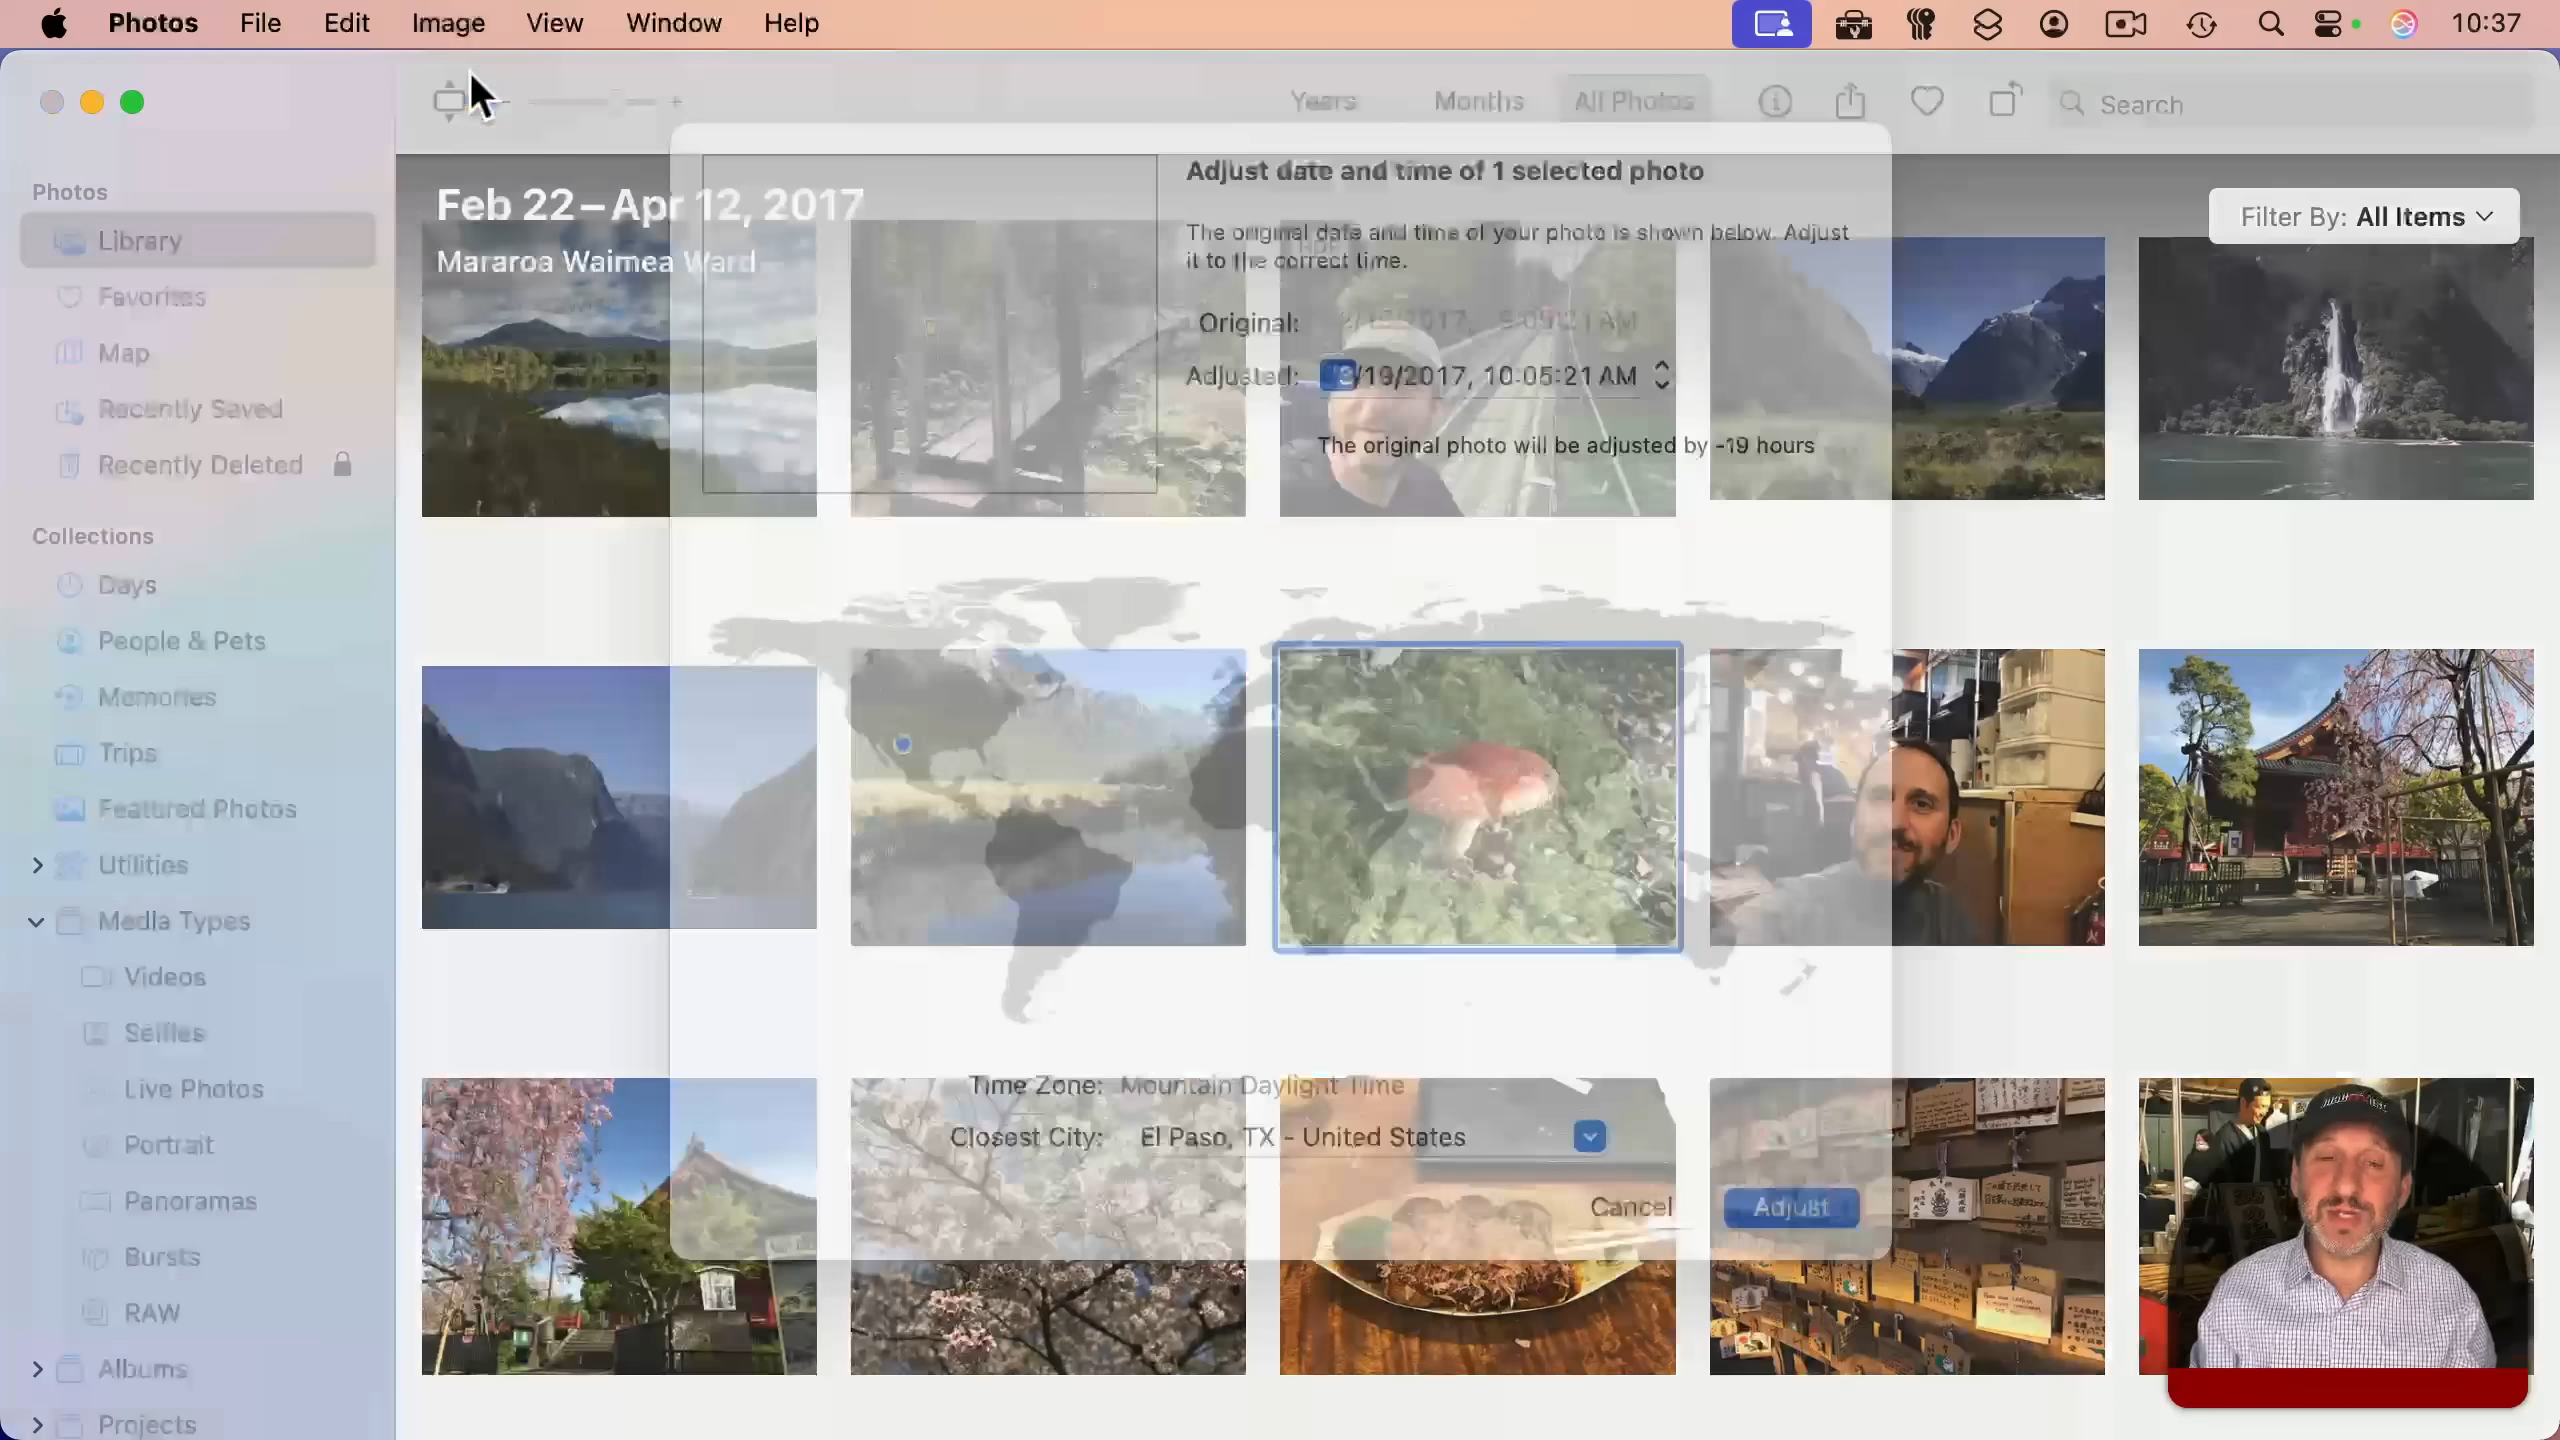 Photos File Edit Image View Window Help 10:37
Years Months All Photos Search
Photos
Library
Favorites
Map
Recently Saved
Recently Deleted
Collections
Days
People & Pets
Memories
Trips
Featured Photos
Utilities
Media Types
Videos
Selfies
Live Photos
Portrait
Panoramas
Bursts
RAW
Albums
Projects
Feb 22 – Apr 12, 2017
Mararoa Waimea Ward
Filter By: All Items
Adjust date and time of 1 selected photo
The original date and time of your photo is shown below. Adjust
it to the correct time.
Original:
Adjusted: /19/2017, 10:05:21 AM
The original photo will be adjusted by -19 hours
Time Zone: Mountain Daylight Time
Closest City: El Paso, TX - United States
Cancel Adjust